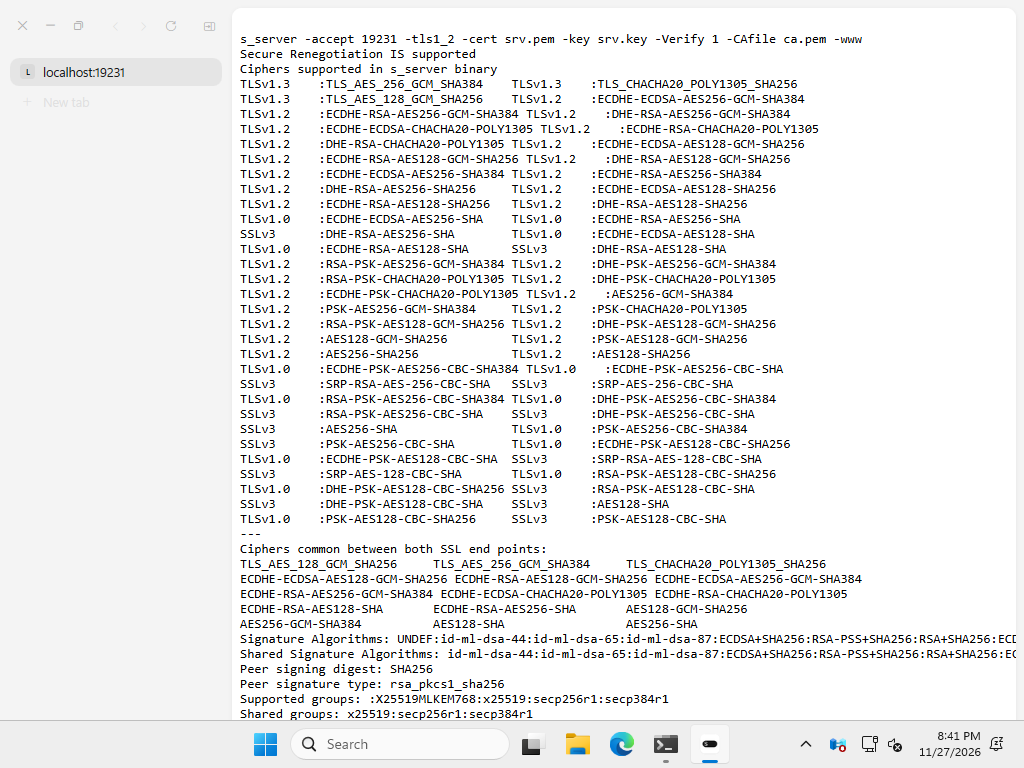 localhost:19231
New tab
s_server -accept 19231 -tls1_2 -cert srv.pem -key srv.key -Verify 1 -CAfile ca.pem -www
Secure Renegotiation IS supported
Ciphers supported in s_server binary
TLSv1.3    :TLS_AES_256_GCM_SHA384    TLSv1.3    :TLS_CHACHA20_POLY1305_SHA256
TLSv1.3    :TLS_AES_128_GCM_SHA256    TLSv1.2    :ECDHE-ECDSA-AES256-GCM-SHA384
TLSv1.2    :ECDHE-RSA-AES256-GCM-SHA384 TLSv1.2    :DHE-RSA-AES256-GCM-SHA384
TLSv1.2    :ECDHE-ECDSA-CHACHA20-POLY1305 TLSv1.2    :ECDHE-RSA-CHACHA20-POLY1305
TLSv1.2    :DHE-RSA-CHACHA20-POLY1305 TLSv1.2    :ECDHE-ECDSA-AES128-GCM-SHA256
TLSv1.2    :ECDHE-RSA-AES128-GCM-SHA256 TLSv1.2    :DHE-RSA-AES128-GCM-SHA256
TLSv1.2    :ECDHE-ECDSA-AES256-SHA384 TLSv1.2    :ECDHE-RSA-AES256-SHA384
TLSv1.2    :DHE-RSA-AES256-SHA256     TLSv1.2    :ECDHE-ECDSA-AES128-SHA256
TLSv1.2    :ECDHE-RSA-AES128-SHA256   TLSv1.2    :DHE-RSA-AES128-SHA256
TLSv1.0    :ECDHE-ECDSA-AES256-SHA    TLSv1.0    :ECDHE-RSA-AES256-SHA
SSLv3      :DHE-RSA-AES256-SHA        TLSv1.0    :ECDHE-ECDSA-AES128-SHA
TLSv1.0    :ECDHE-RSA-AES128-SHA      SSLv3      :DHE-RSA-AES128-SHA
TLSv1.2    :RSA-PSK-AES256-GCM-SHA384 TLSv1.2    :DHE-PSK-AES256-GCM-SHA384
TLSv1.2    :RSA-PSK-CHACHA20-POLY1305 TLSv1.2    :DHE-PSK-CHACHA20-POLY1305
TLSv1.2    :ECDHE-PSK-CHACHA20-POLY1305 TLSv1.2    :AES256-GCM-SHA384
TLSv1.2    :PSK-AES256-GCM-SHA384     TLSv1.2    :PSK-CHACHA20-POLY1305
TLSv1.2    :RSA-PSK-AES128-GCM-SHA256 TLSv1.2    :DHE-PSK-AES128-GCM-SHA256
TLSv1.2    :AES128-GCM-SHA256         TLSv1.2    :PSK-AES128-GCM-SHA256
TLSv1.2    :AES256-SHA256             TLSv1.2    :AES128-SHA256
TLSv1.0    :ECDHE-PSK-AES256-CBC-SHA384 TLSv1.0    :ECDHE-PSK-AES256-CBC-SHA
SSLv3      :SRP-RSA-AES-256-CBC-SHA   SSLv3      :SRP-AES-256-CBC-SHA
TLSv1.0    :RSA-PSK-AES256-CBC-SHA384 TLSv1.0    :DHE-PSK-AES256-CBC-SHA384
SSLv3      :RSA-PSK-AES256-CBC-SHA    SSLv3      :DHE-PSK-AES256-CBC-SHA
SSLv3      :AES256-SHA                TLSv1.0    :PSK-AES256-CBC-SHA384
SSLv3      :PSK-AES256-CBC-SHA        TLSv1.0    :ECDHE-PSK-AES128-CBC-SHA256
TLSv1.0    :ECDHE-PSK-AES128-CBC-SHA  SSLv3      :SRP-RSA-AES-128-CBC-SHA
SSLv3      :SRP-AES-128-CBC-SHA       TLSv1.0    :RSA-PSK-AES128-CBC-SHA256
TLSv1.0    :DHE-PSK-AES128-CBC-SHA256 SSLv3      :RSA-PSK-AES128-CBC-SHA
SSLv3      :DHE-PSK-AES128-CBC-SHA    SSLv3      :AES128-SHA
TLSv1.0    :PSK-AES128-CBC-SHA256     SSLv3      :PSK-AES128-CBC-SHA
---
Ciphers common between both SSL end points:
TLS_AES_128_GCM_SHA256     TLS_AES_256_GCM_SHA384     TLS_CHACHA20_POLY1305_SHA256
ECDHE-ECDSA-AES128-GCM-SHA256 ECDHE-RSA-AES128-GCM-SHA256 ECDHE-ECDSA-AES256-GCM-SHA384
ECDHE-RSA-AES256-GCM-SHA384 ECDHE-ECDSA-CHACHA20-POLY1305 ECDHE-RSA-CHACHA20-POLY1305
ECDHE-RSA-AES128-SHA       ECDHE-RSA-AES256-SHA       AES128-GCM-SHA256
AES256-GCM-SHA384          AES128-SHA                 AES256-SHA
Signature Algorithms: UNDEF:id-ml-dsa-44:id-ml-dsa-65:id-ml-dsa-87:ECDSA+SHA256:RSA-PSS+SHA256:RSA+SHA256:ECD
Shared Signature Algorithms: id-ml-dsa-44:id-ml-dsa-65:id-ml-dsa-87:ECDSA+SHA256:RSA-PSS+SHA256:RSA+SHA256:EC
Peer signing digest: SHA256
Peer signature type: rsa_pkcs1_sha256
Supported groups: :X25519MLKEM768:x25519:secp256r1:secp384r1
Shared groups: x25519:secp256r1:secp384r1
Search
8:41 PM
11/27/2026